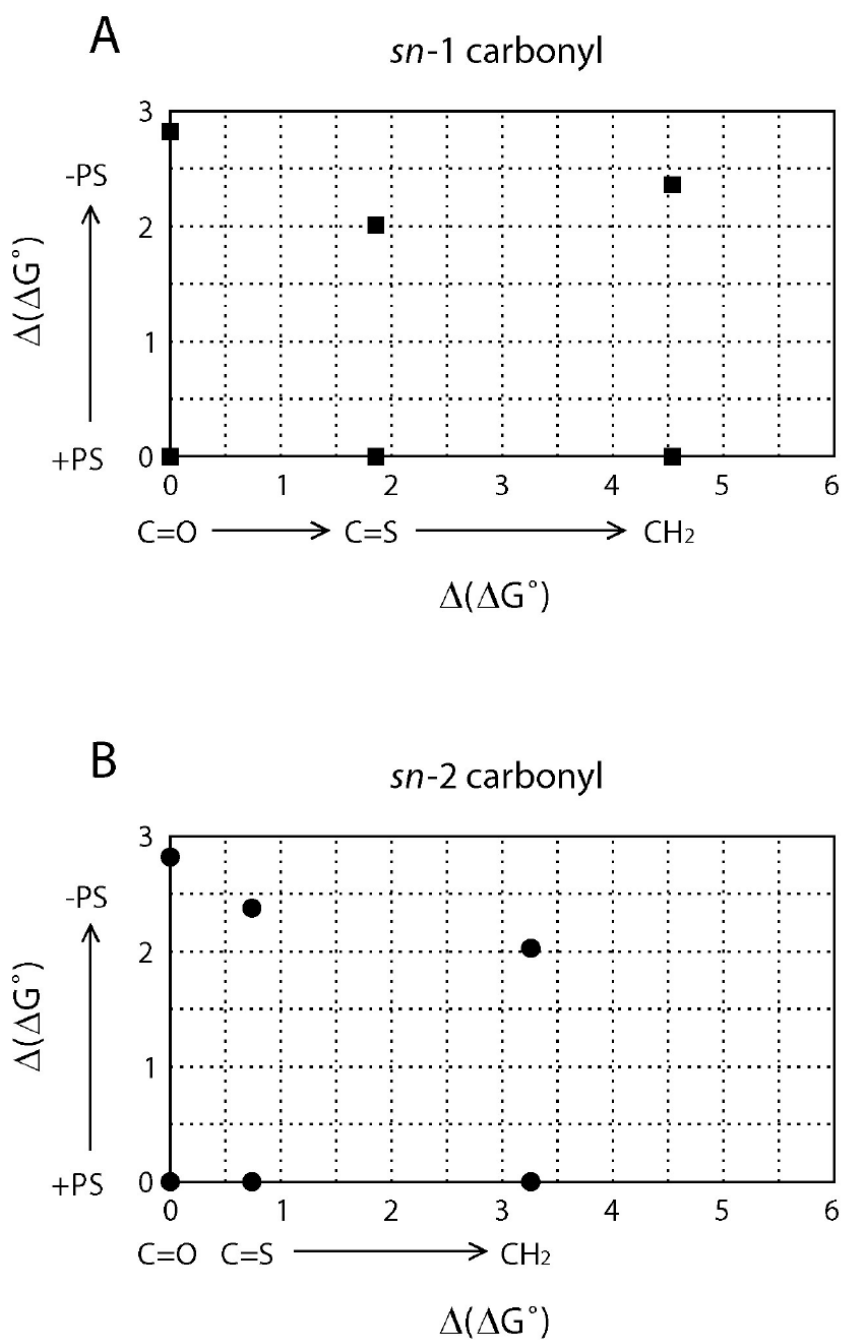 A
sn-1 carbonyl
3
-PS
2
Δ(ΔG°)
1
+PS 0
0 1 2 3 4 5 6
C=O C=S CH₂
Δ(ΔG°)
B
sn-2 carbonyl
3
-PS
2
Δ(ΔG°)
1
+PS 0
0 1 2 3 4 5 6
C=O C=S CH₂
Δ(ΔG°)